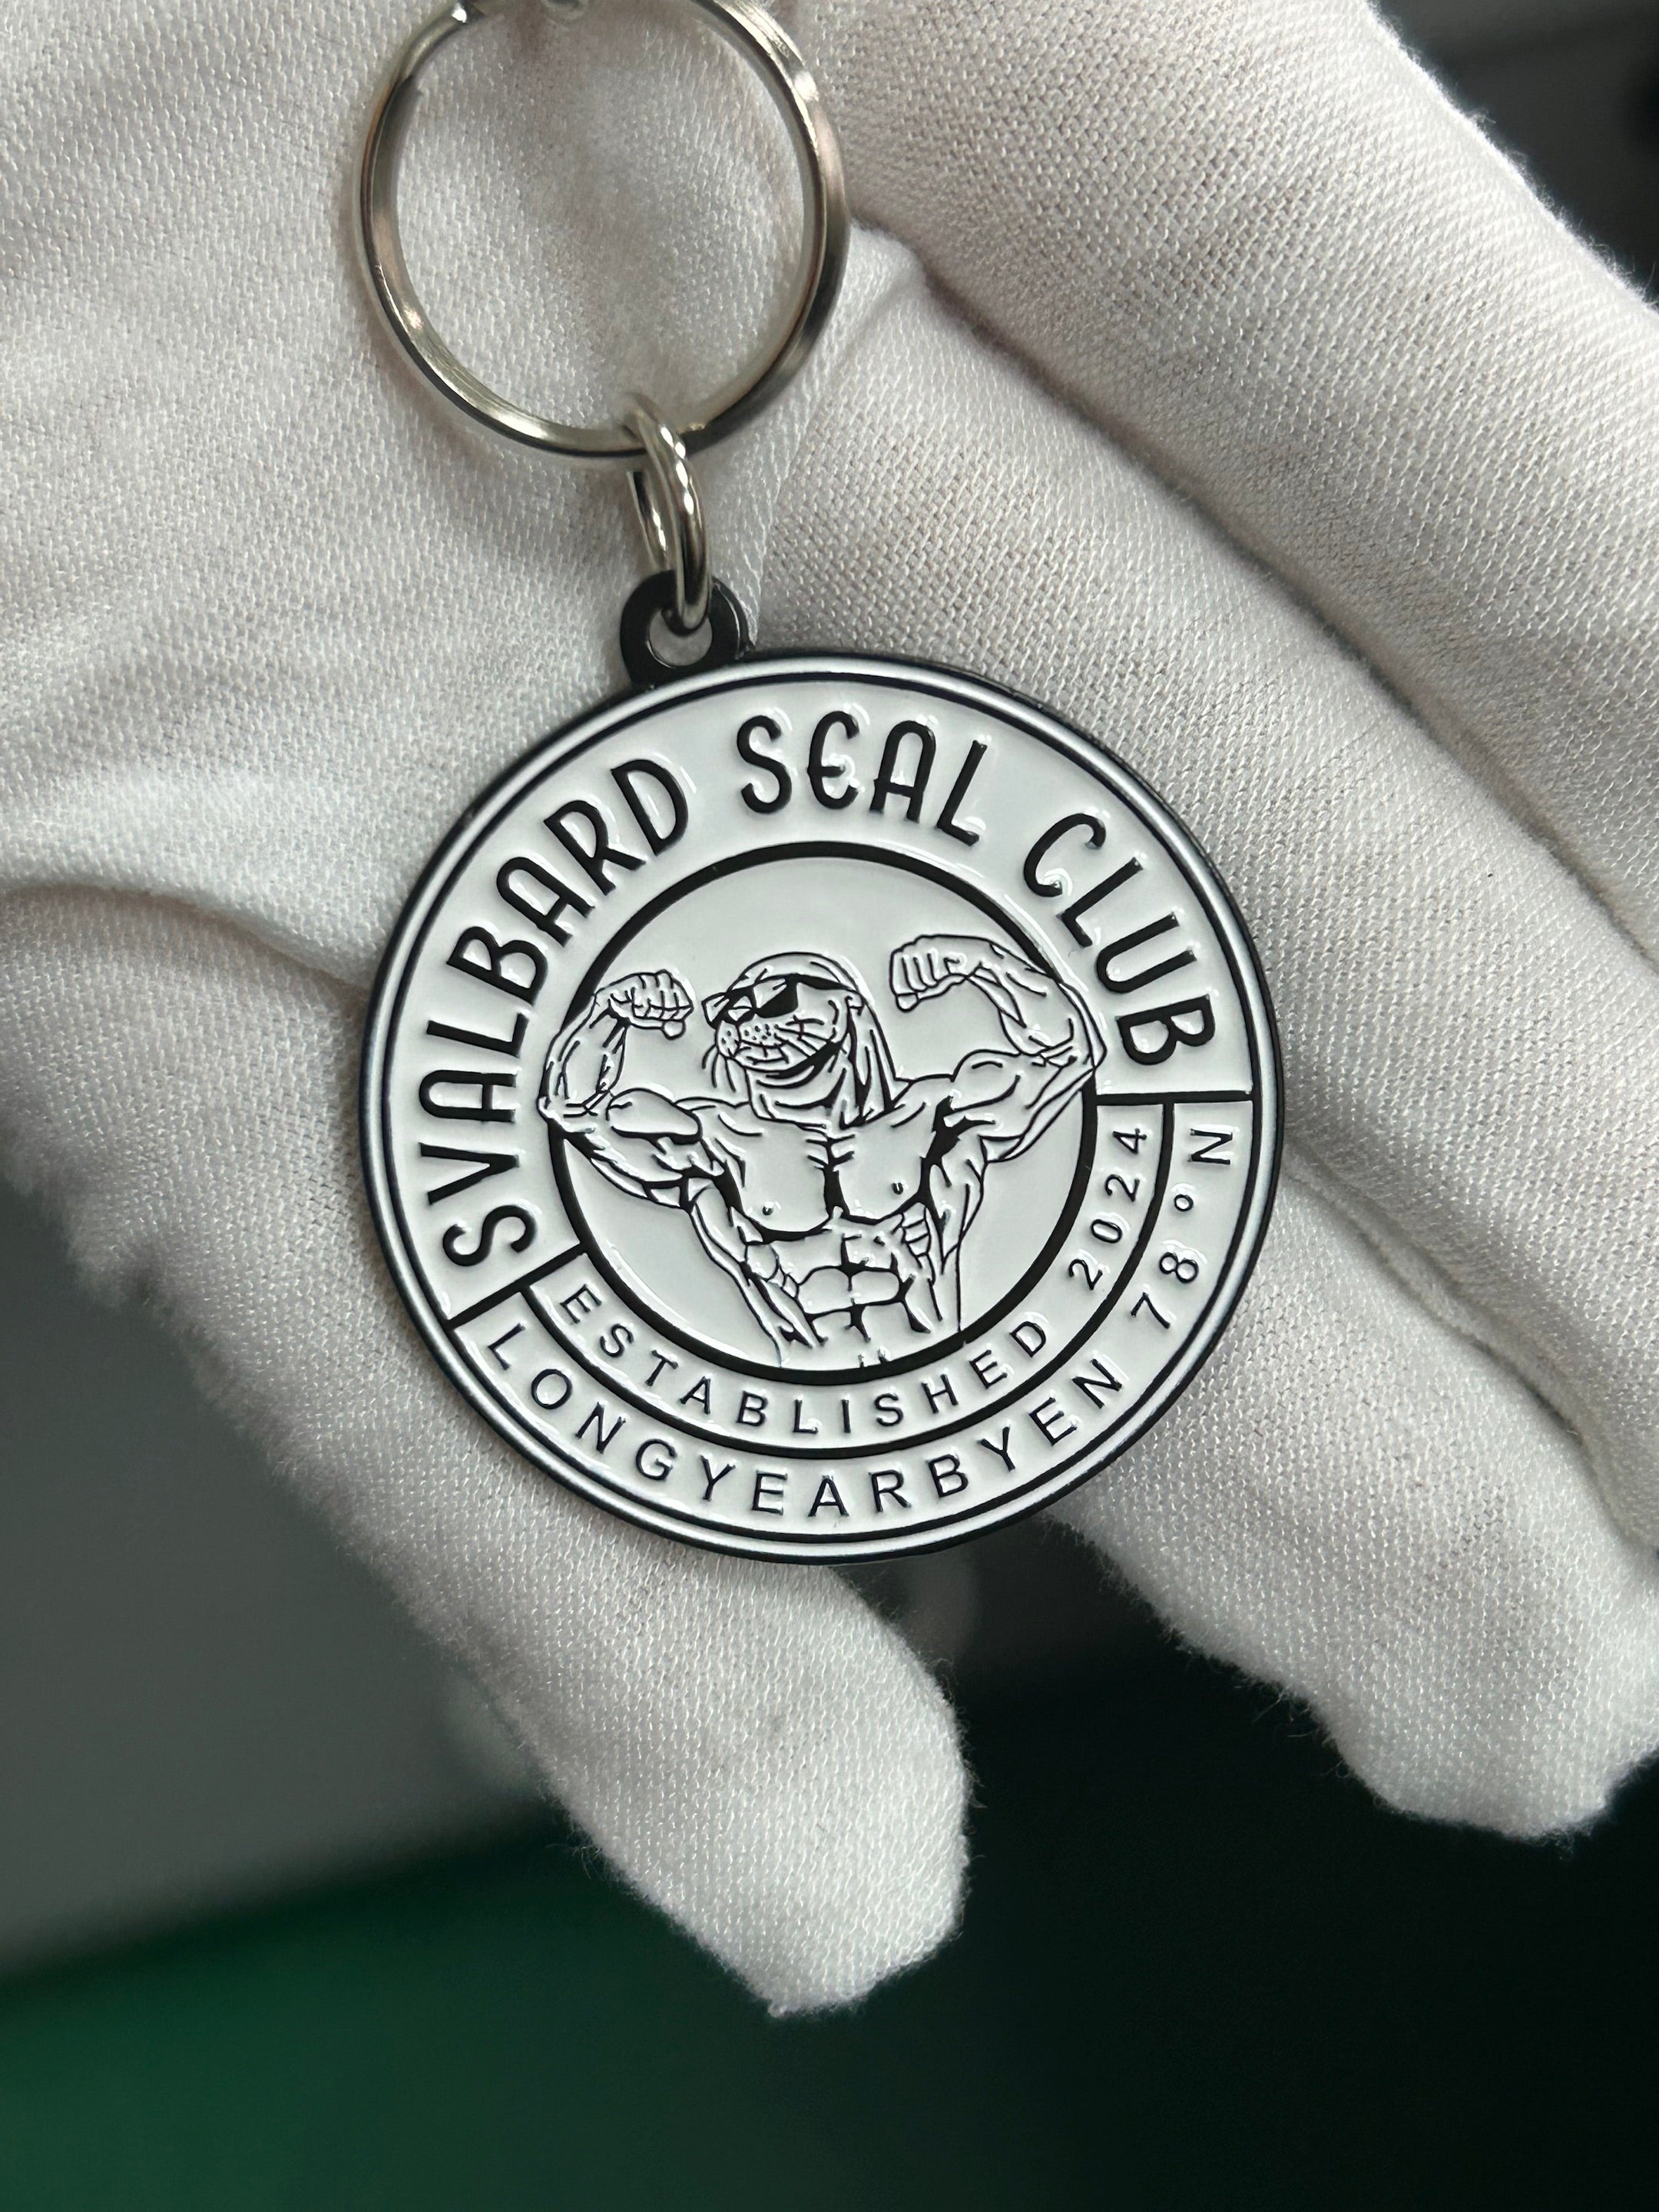 SVALBARD SEAL CLUB
ESTABLISHED 2024
LONGYEARBYEN 78° N